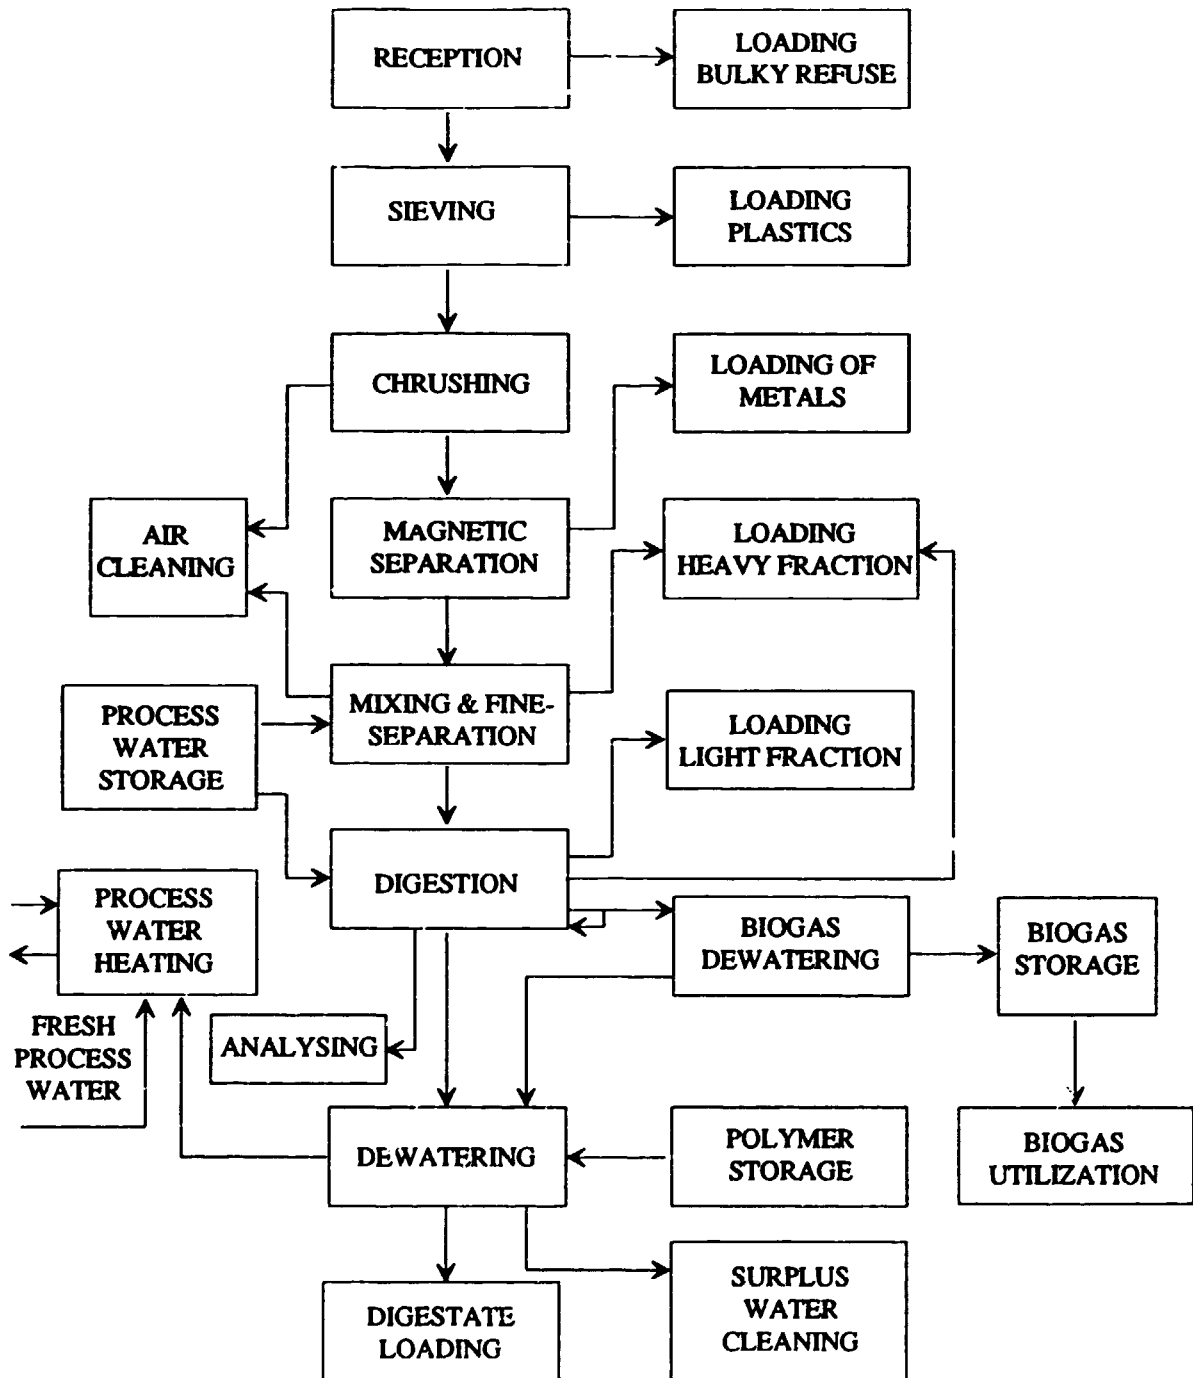 RECEPTION
LOADING
BULKY REFUSE
SIEVING
LOADING
PLASTICS
CHRUSHING
LOADING OF
METALS
AIR
CLEANING
MAGNETIC
SEPARATION
LOADING
HEAVY FRACTION
PROCESS
WATER
STORAGE
MIXING & FINE-
SEPARATION
LOADING
LIGHT FRACTION
PROCESS
WATER
HEATING
DIGESTION
BIOGAS
DEWATERING
BIOGAS
STORAGE
FRESH
PROCESS
WATER
ANALYSING
DEWATERING
POLYMER
STORAGE
BIOGAS
UTILIZATION
DIGESTATE
LOADING
SURPLUS
WATER
CLEANING